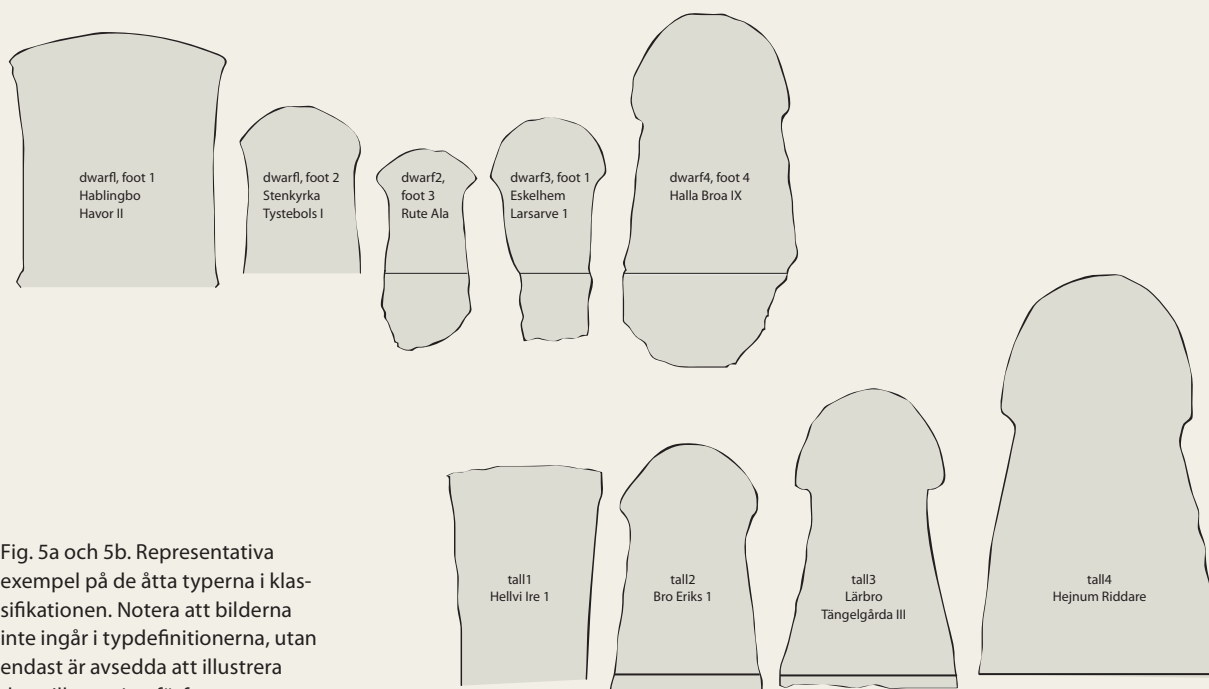 dwarf1, foot 1
Hablingbo
Havor II
dwarf1, foot 2
Stenkyrka
Tystebols I
dwarf2,
foot 3
Rute Ala
dwarf3, foot 1
Eskelhem
Larsarve 1
dwarf4, foot 4
Halla Broa IX
tall1
Hellvi Ire 1
tall2
Bro Eriks 1
tall3
Lärbro
Tängelgårda III
tall4
Hejnum Riddare
Fig. 5a och 5b. Representativa
exempel på de åtta typerna i klas-
sifikationen. Notera att bilderna
inte ingår i typdefinitionerna, utan
endast är avsedda att illustrera